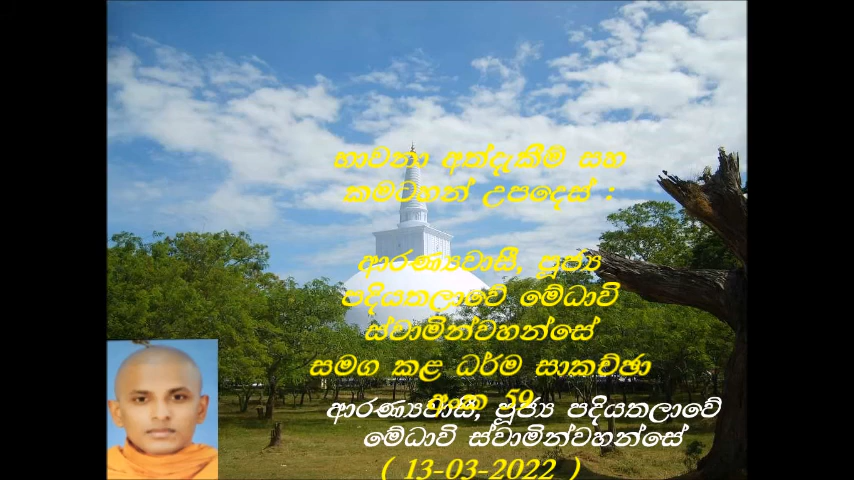 භාවනා අත්දැකීම් සහ
කමටහන් උපදෙස් :
ආරණ්‍යවාසී, පූජ්‍ය
පදියතලාවේ මේධාවි
ස්වාමින්වහන්සේ
සමග කළ ධර්ම සාකච්ඡා
අංක 59
ආරණ්‍යවාසී, පූජ්‍ය පදියතලාවේ
මේධාවි ස්වාමින්වහන්සේ
( 13-03-2022 )